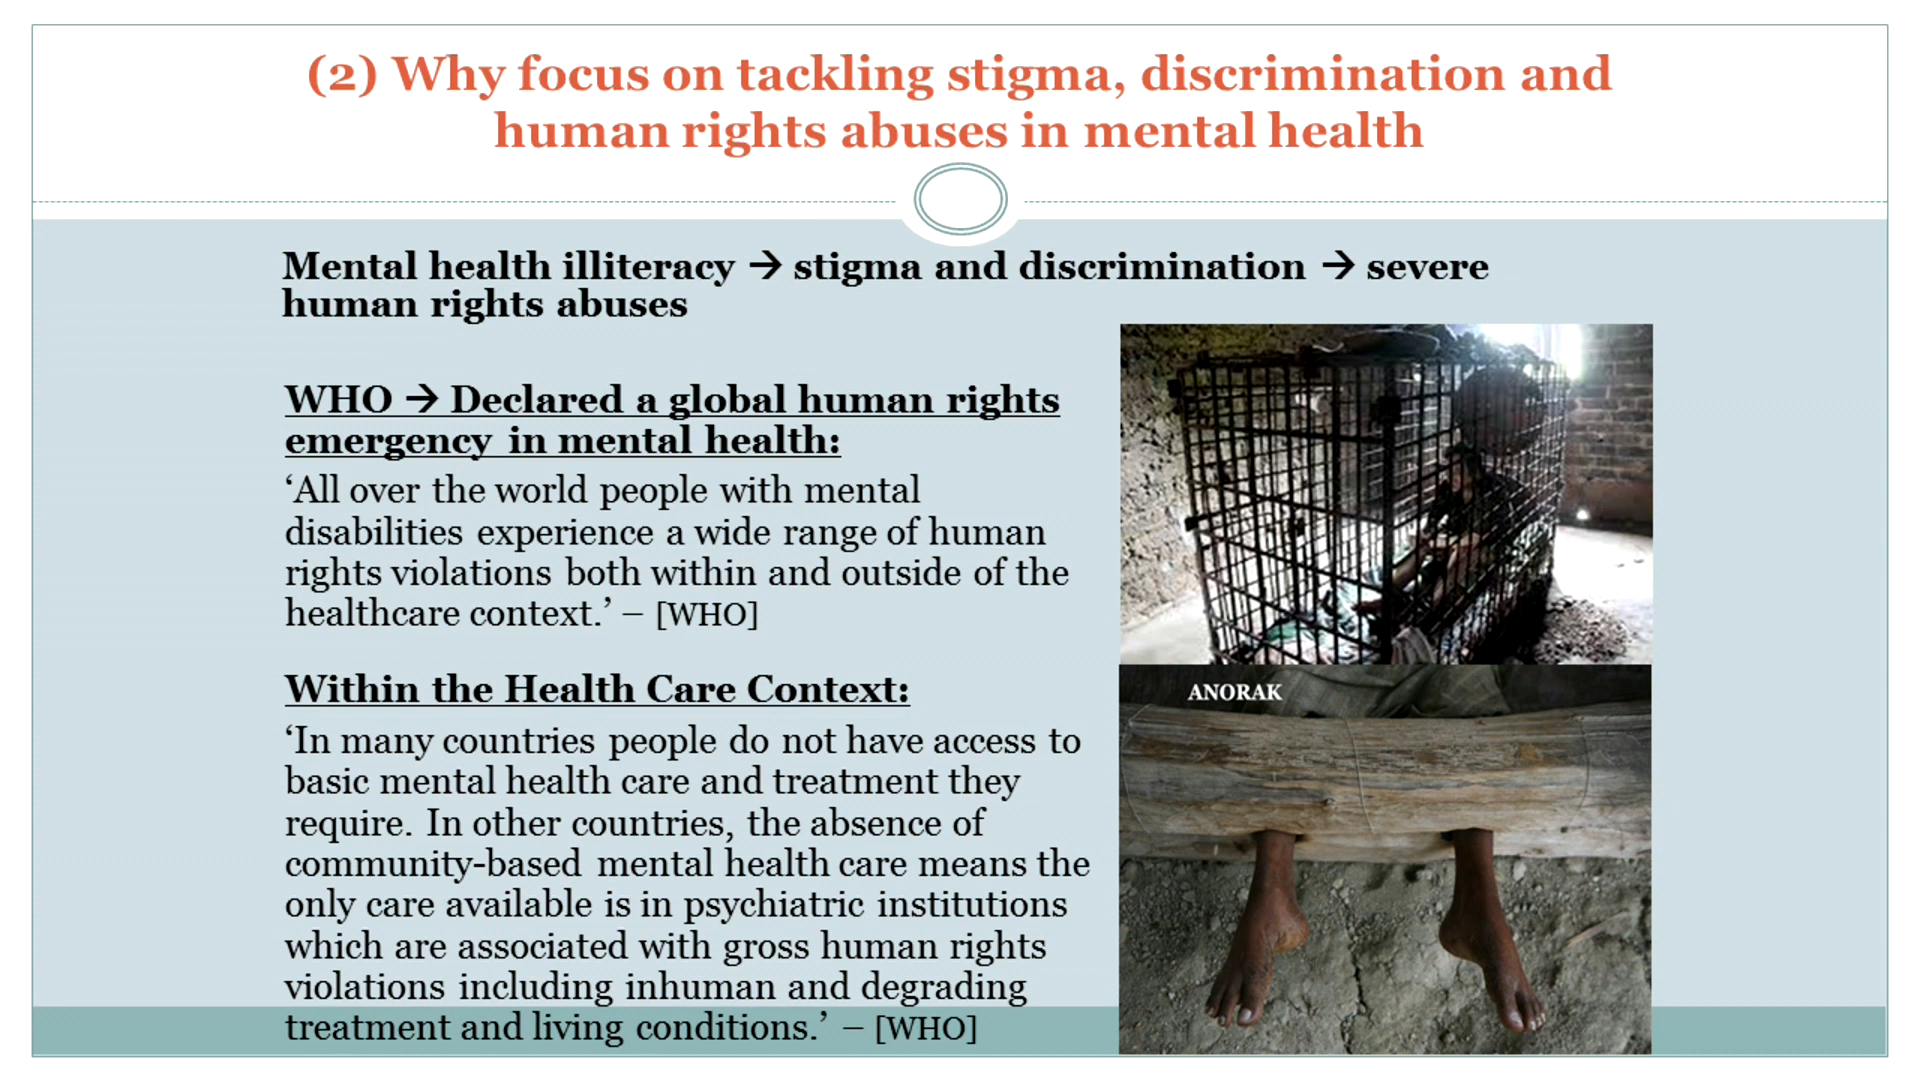 (2) Why focus on tackling stigma, discrimination and
human rights abuses in mental health
Mental health illiteracy → stigma and discrimination → severe
human rights abuses
WHO → Declared a global human rights
emergency in mental health:
‘All over the world people with mental
disabilities experience a wide range of human
rights violations both within and outside of the
healthcare context.’ – [WHO]
Within the Health Care Context:
‘In many countries people do not have access to
basic mental health care and treatment they
require. In other countries, the absence of
community-based mental health care means the
only care available is in psychiatric institutions
which are associated with gross human rights
violations including inhuman and degrading
treatment and living conditions.’ – [WHO]
ANORAK